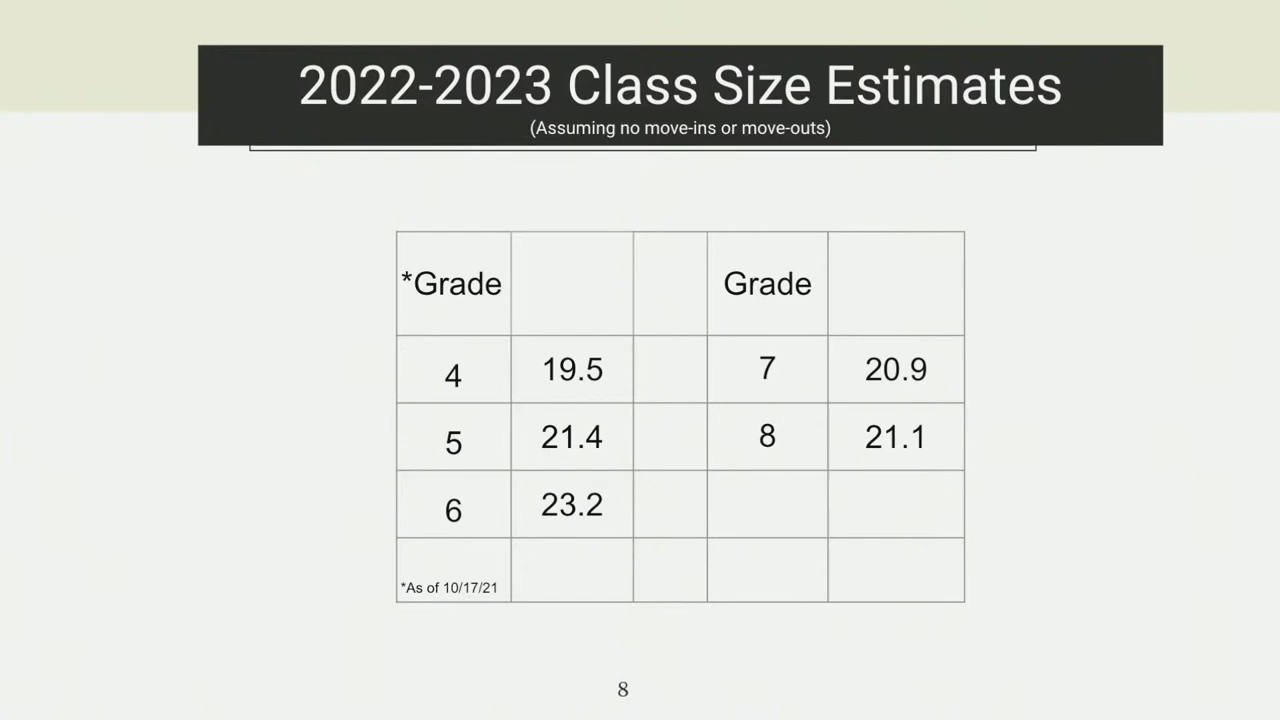 2022-2023 Class Size Estimates
(Assuming no move-ins or move-outs)
*Grade Grade
4 19.5 7 20.9
5 21.4 8 21.1
6 23.2
*As of 10/17/21
8